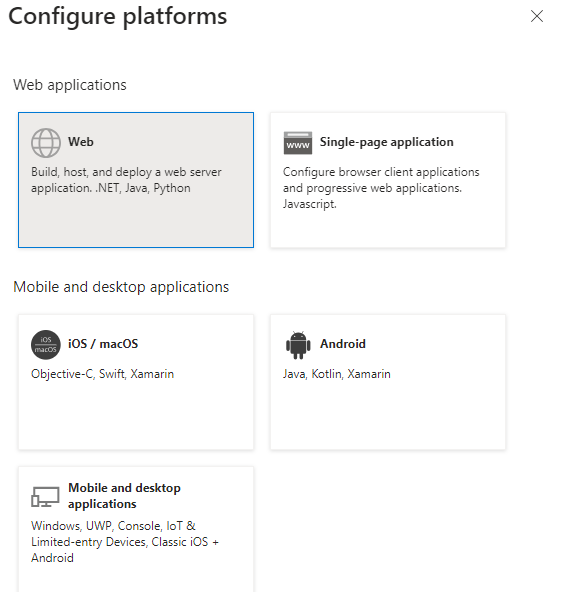 Configure platforms
Web applications
Web
Build, host, and deploy a web server
application. .NET, Java, Python
www
Single-page application
Configure browser client applications
and progressive web applications.
Javascript.
Mobile and desktop applications
iOS
macOS
iOS / macOS
Objective-C, Swift, Xamarin
Android
Java, Kotlin, Xamarin
Mobile and desktop
applications
Windows, UWP, Console, IoT &
Limited-entry Devices, Classic iOS +
Android